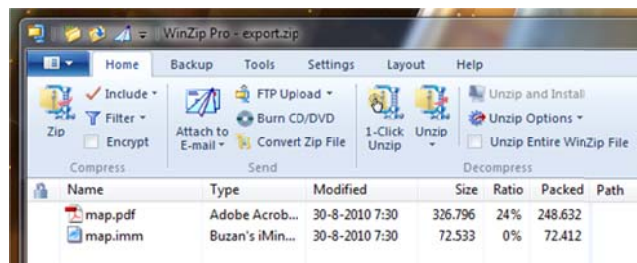 WinZip Pro - export.zip
Home Backup Tools Settings Layout Help
Zip
Include
Filter
Encrypt
Compress
Attach to E-mail
FTP Upload
Burn CD/DVD
Convert Zip File
Send
1-Click Unzip
Unzip
Unzip and Install
Unzip Options
Unzip Entire WinZip File
Decompress
Name Type Modified Size Ratio Packed Path
map.pdf Adobe Acrob... 30-8-2010 7:30 326.796 24% 248.632
map.imm Buzan's iMin... 30-8-2010 7:30 72.533 0% 72.412